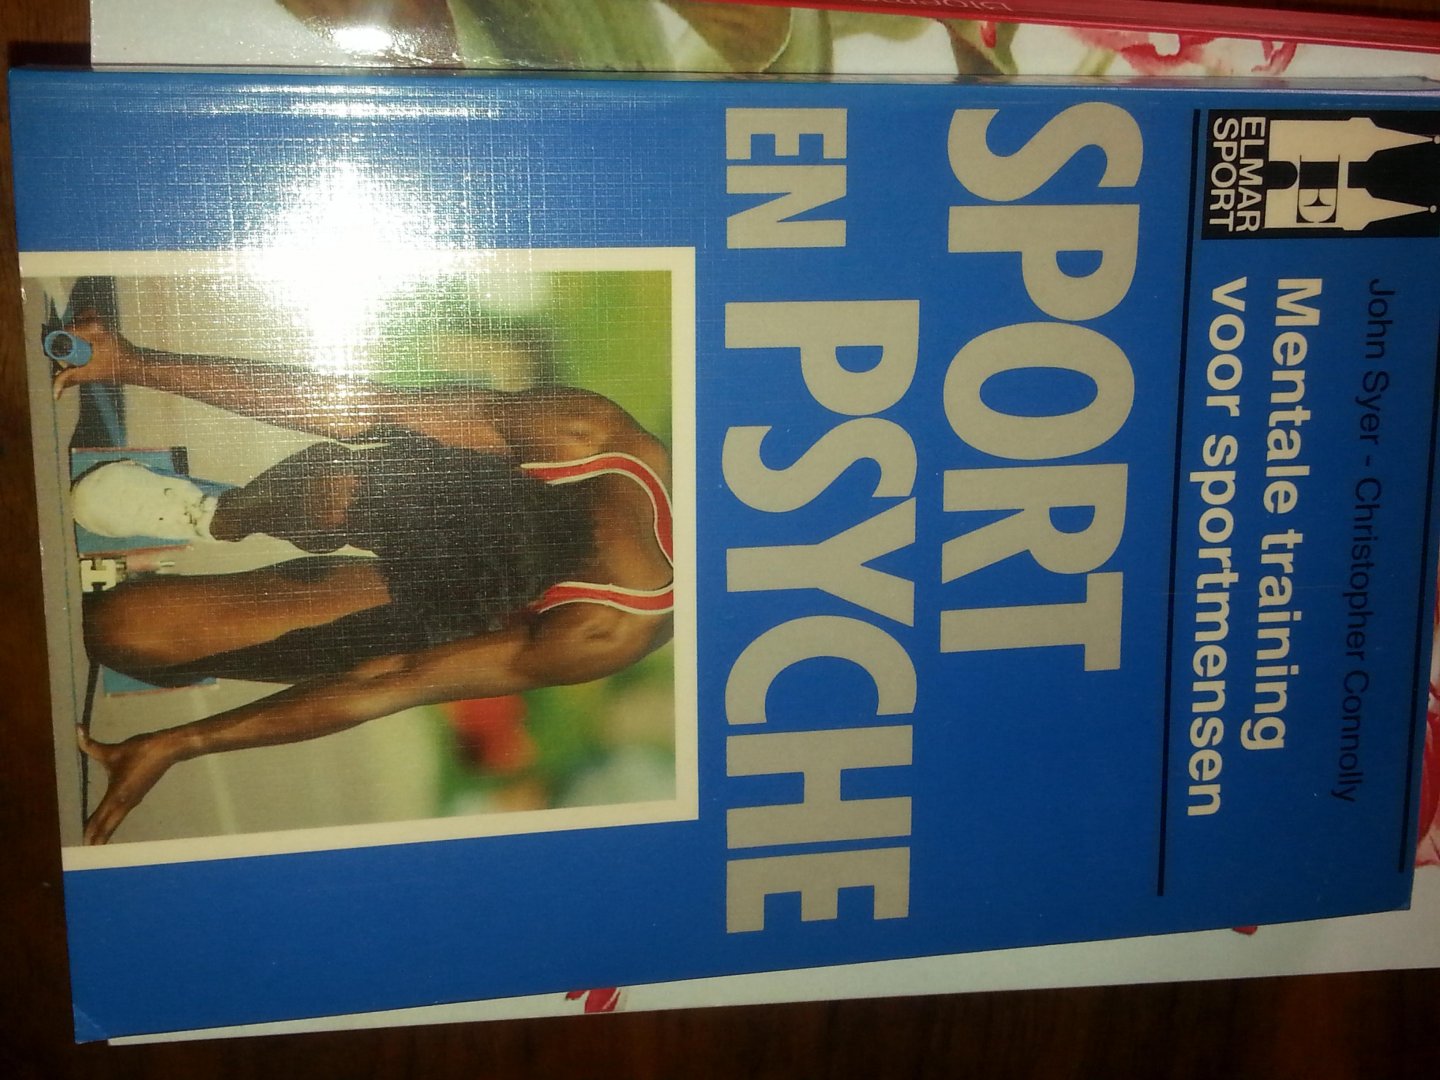 John Syer - Christopher Connolly
Mentale training
voor sportmensen
ELMAR
SPORT
E
SPORT
EN PSYCHE